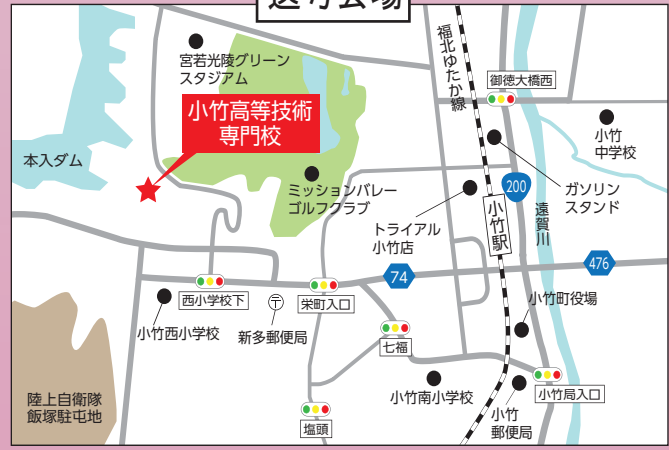 選考会場
宮若光陵グリーン
スタジアム
小竹高等技術
専門校
本入ダム
ミッションバレー
ゴルフクラブ
福北ゆたか線
御徳大橋西
小竹
中学校
ガソリン
スタンド
200
遠賀川
トライアル
小竹店
小竹駅
74
476
西小学校下
〒
新多郵便局
栄町入口
小竹西小学校
七福
小竹町役場
小竹南小学校
小竹局入口
小竹
郵便局
塩頭
陸上自衛隊
飯塚駐屯地